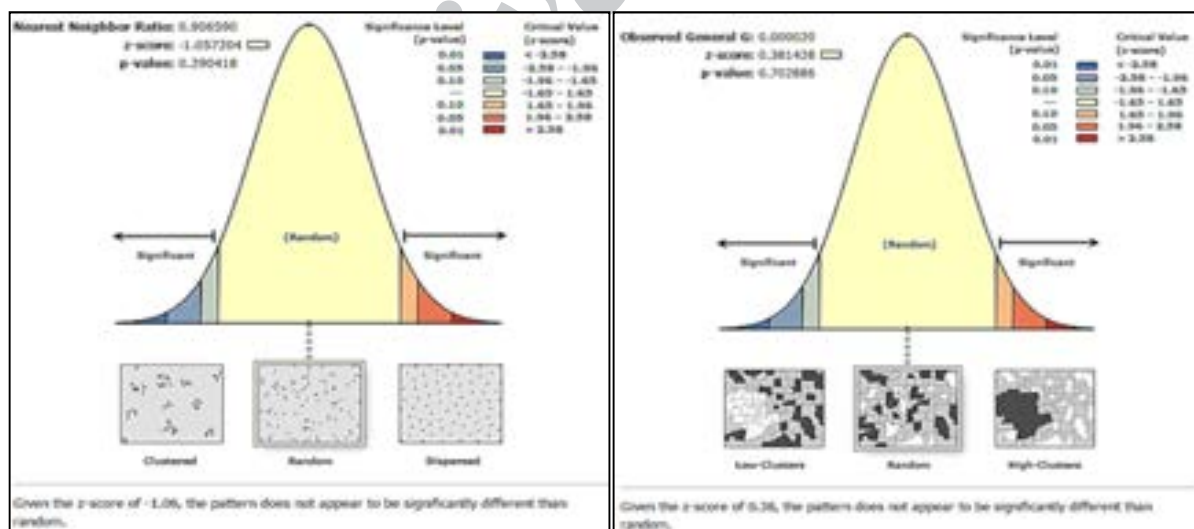 Nearest Neighbor Ratio: 0.906590
z-score: -1.057204
p-value: 0.290418
Significance Level
(p-value)
Critical Value
(z-score)
0.01 < -2.58
0.05 -2.58 - -1.96
0.10 -1.96 - -1.65
— -1.65 - 1.65
0.10 1.65 - 1.96
0.05 1.96 - 2.58
0.01 > 2.58
(Random)
Significant
Significant
Clustered
Random
Dispersed
Given the z-score of -1.06, the pattern does not appear to be significantly different than
random.
Observed General G: 0.000020
z-score: 0.381428
p-value: 0.702886
Significance Level
(p-value)
Critical Value
(z-score)
0.01 < -2.58
0.05 -2.58 - -1.96
0.10 -1.96 - -1.65
— -1.65 - 1.65
0.10 1.65 - 1.96
0.05 1.96 - 2.58
0.01 > 2.58
(Random)
Significant
Significant
Low-Clusters
Random
High-Clusters
Given the z-score of 0.38, the pattern does not appear to be significantly different than
random.